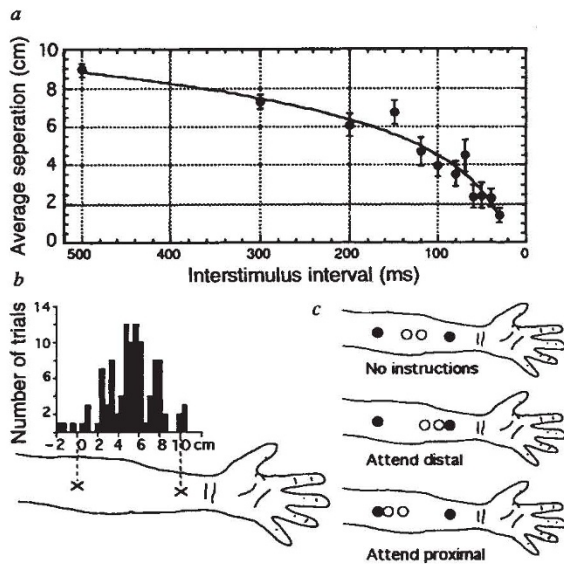 a
Average seperation (cm)
10
8
6
4
2
0
500 400 300 200 100 0
Interstimulus interval (ms)
b
Number of trials
14
10
6
2
-2 0 2 4 6 8 10 cm
X X
c
No instructions
Attend distal
Attend proximal